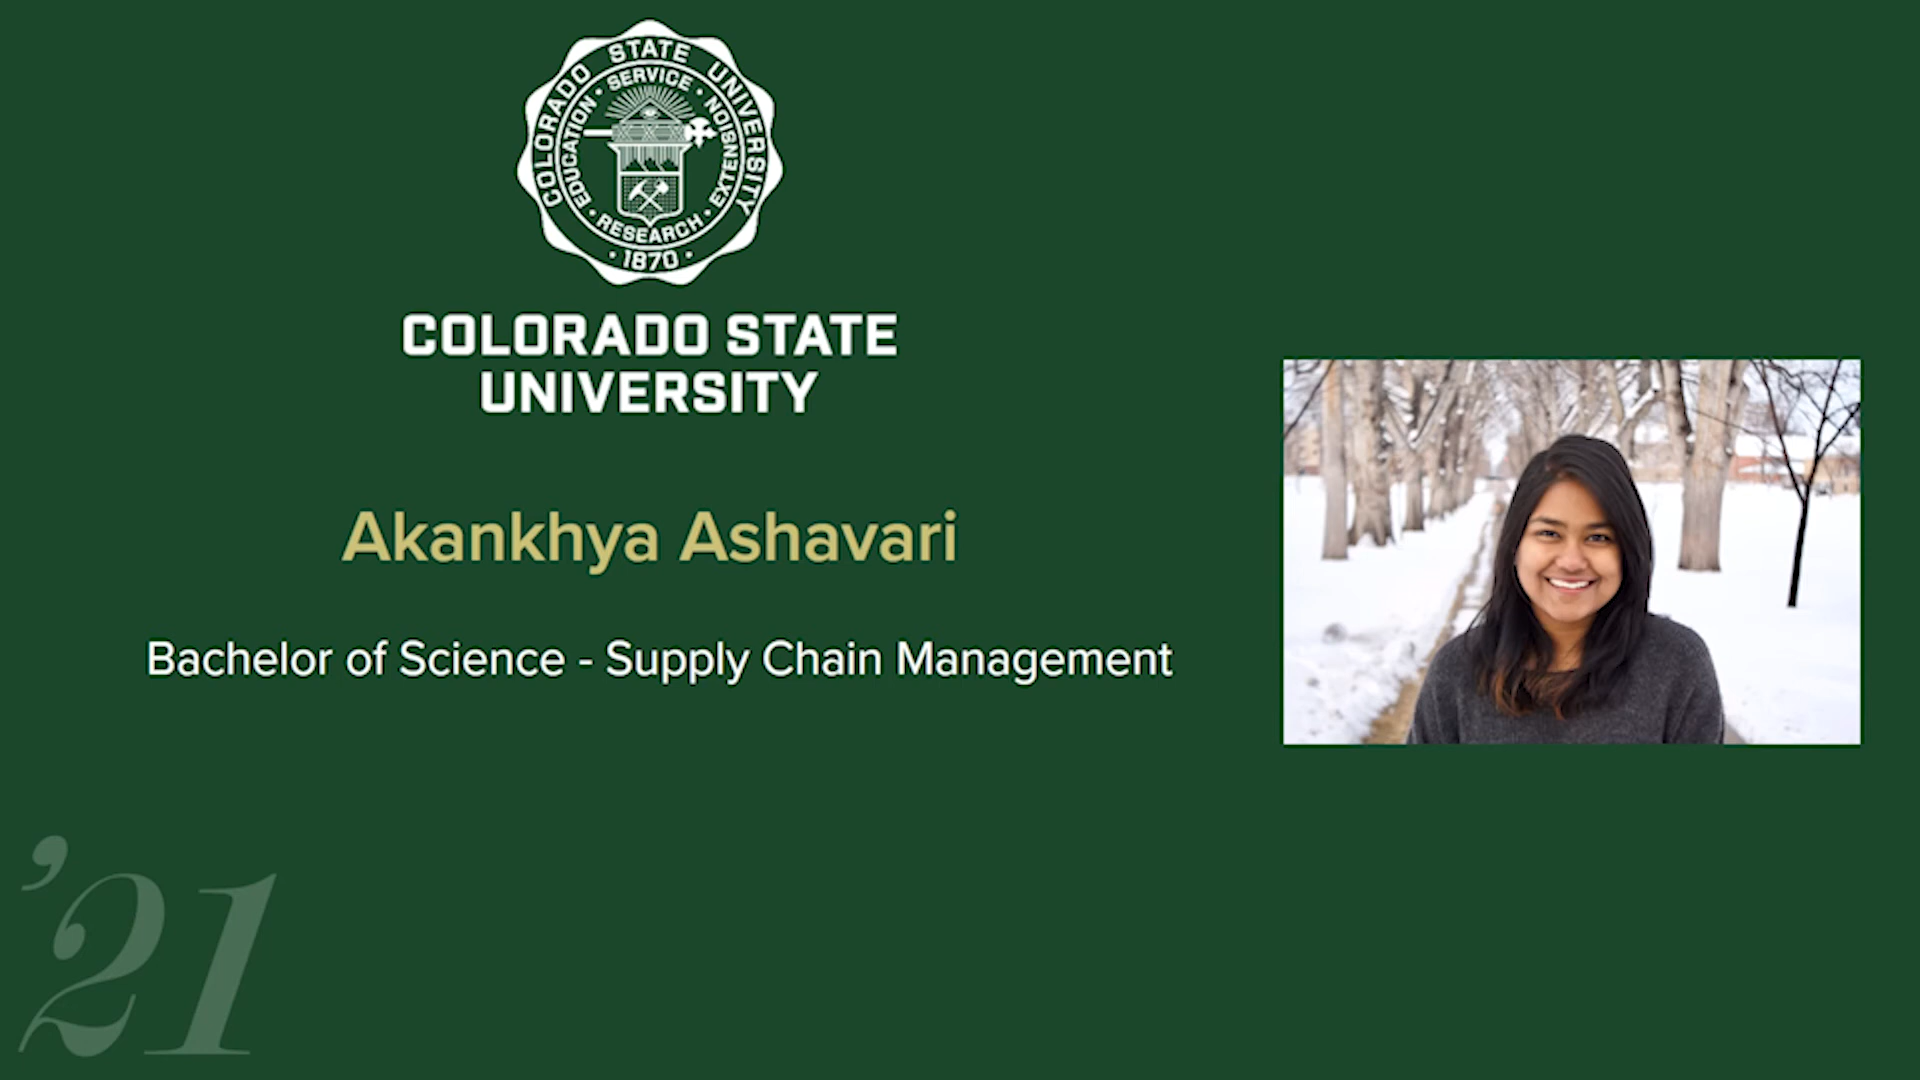 COLORADO STATE UNIVERSITY
EDUCATION • SERVICE • EXTENSION • RESEARCH •
• 1870 •
COLORADO STATE
UNIVERSITY
Akankhya Ashavari
Bachelor of Science - Supply Chain Management
’21